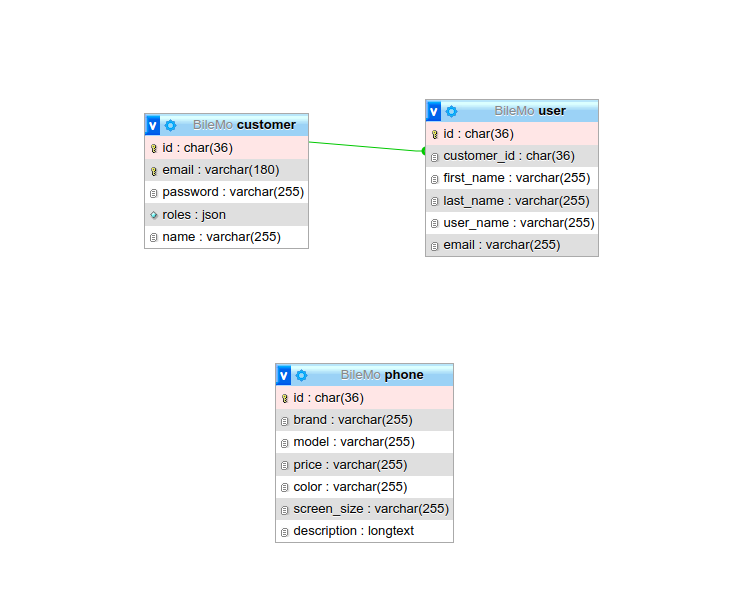 v BileMo customer
id : char(36)
email : varchar(180)
password : varchar(255)
roles : json
name : varchar(255)
v BileMo user
id : char(36)
customer_id : char(36)
first_name : varchar(255)
last_name : varchar(255)
user_name : varchar(255)
email : varchar(255)
v BileMo phone
id : char(36)
brand : varchar(255)
model : varchar(255)
price : varchar(255)
color : varchar(255)
screen_size : varchar(255)
description : longtext